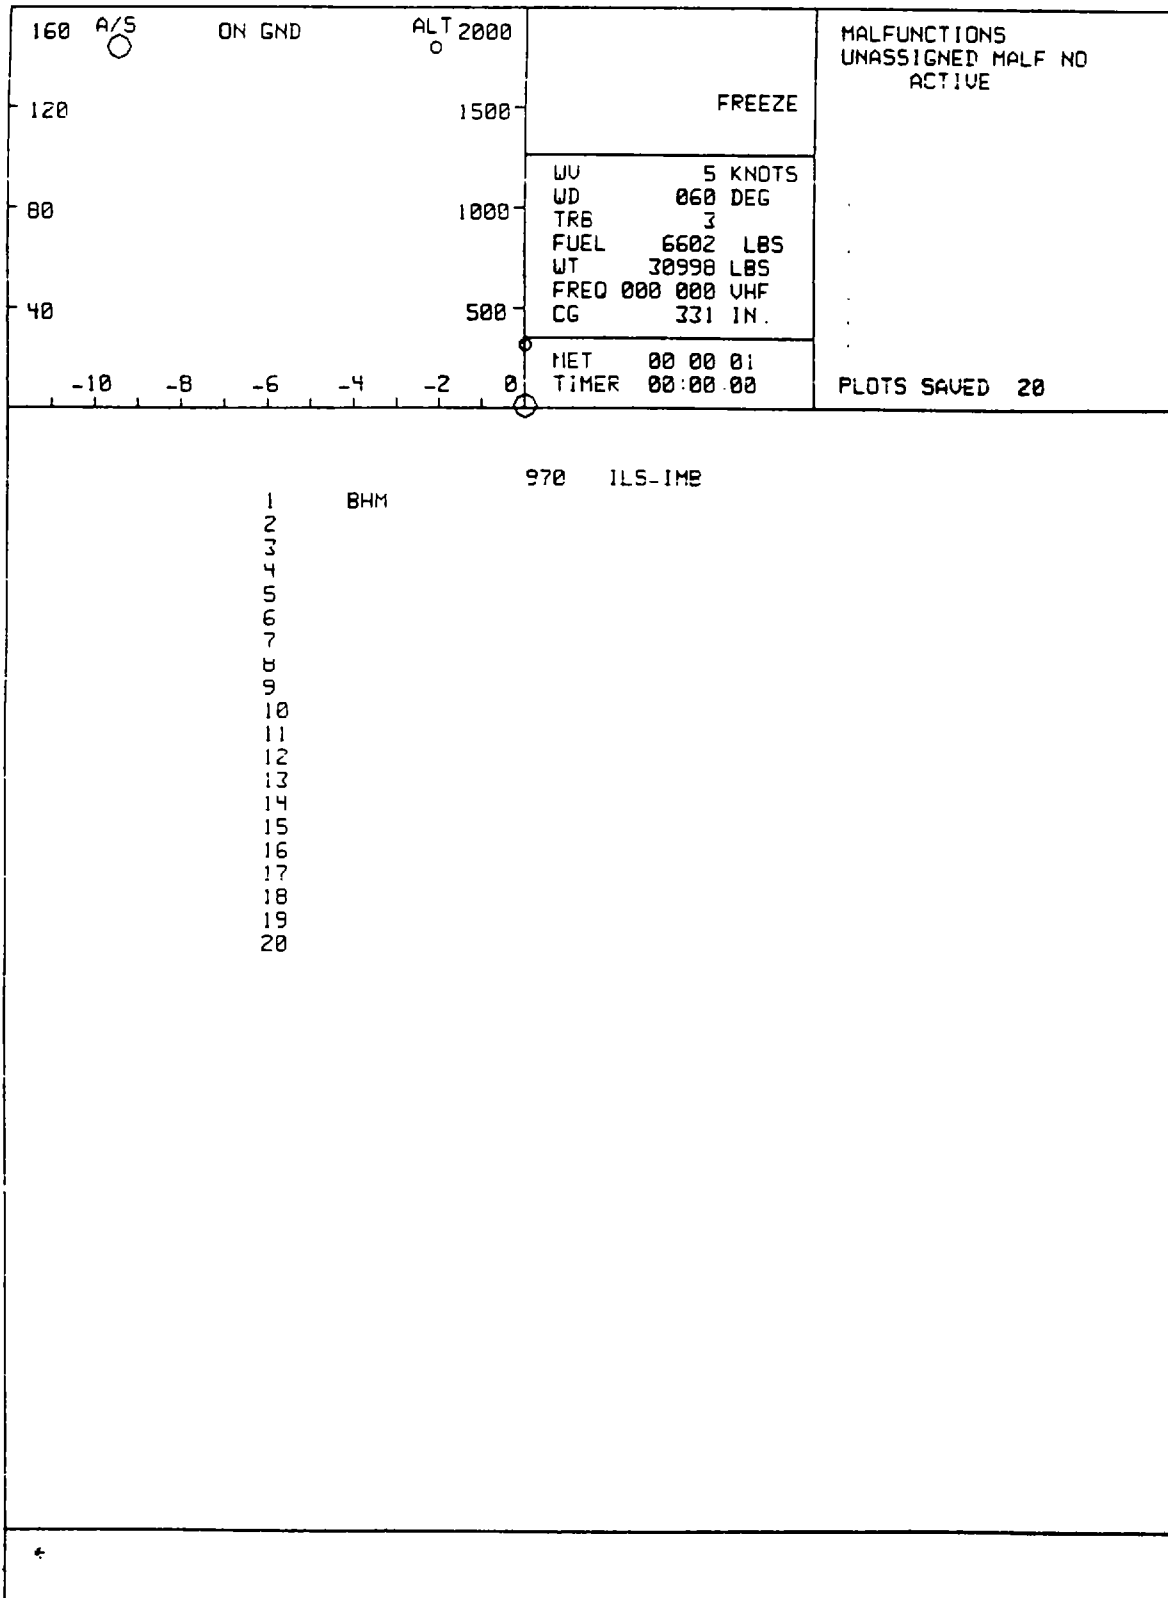 160 A/S ON GND ALT 2000
120 1500
80 1000
40 500
-10 -8 -6 -4 -2 0
FREEZE
WV 5 KNOTS
WD 060 DEG
TRB 3
FUEL 6602 LBS
WT 30998 LBS
FREQ 000 000 VHF
CG 331 IN.
MET 00 00 01
TIMER 00:00.00
MALFUNCTIONS
UNASSIGNED MALF NO
ACTIVE
PLOTS SAVED 20
970 ILS-IMB
1 BHM
2
3
4
5
6
7
8
9
10
11
12
13
14
15
16
17
18
19
20